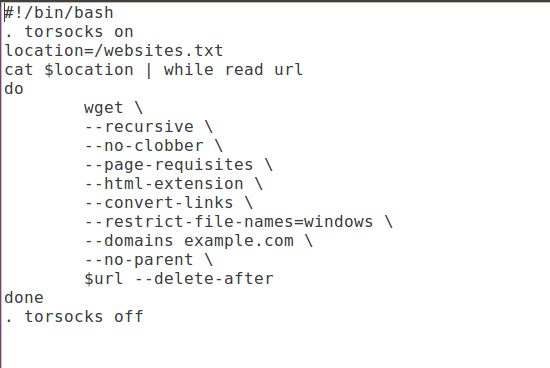 #!/bin/bash
. torsocks on
location=/websites.txt
cat $location | while read url
do
        wget \
        --recursive \
        --no-clobber \
        --page-requisites \
        --html-extension \
        --convert-links \
        --restrict-file-names=windows \
        --domains example.com \
        --no-parent \
        $url --delete-after
done
. torsocks off